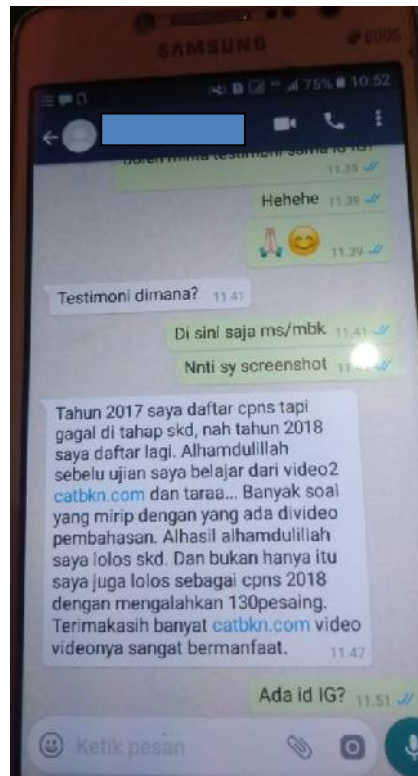 SAMSUNG
DUOS
75% 10:52
11.39
Hehehe 11.39
11.39
Testimoni dimana? 11.41
Di sini saja ms/mbk 11.41
Nnti sy screenshot
Tahun 2017 saya daftar cpns tapi
gagal di tahap skd, nah tahun 2018
saya daftar lagi. Alhamdulillah
sebelu ujian saya belajar dari video2
catbkn.com dan taraa... Banyak soal
yang mirip dengan yang ada divideo
pembahasan. Alhasil alhamdulillah
saya lolos skd. Dan bukan hanya itu
saya juga lolos sebagai cpns 2018
dengan mengalahkan 130pesaing.
Terimakasih banyat catbkn.com video
videonya sangat bermanfaat. 11.47
Ada id IG? 11.51
Ketik pesan